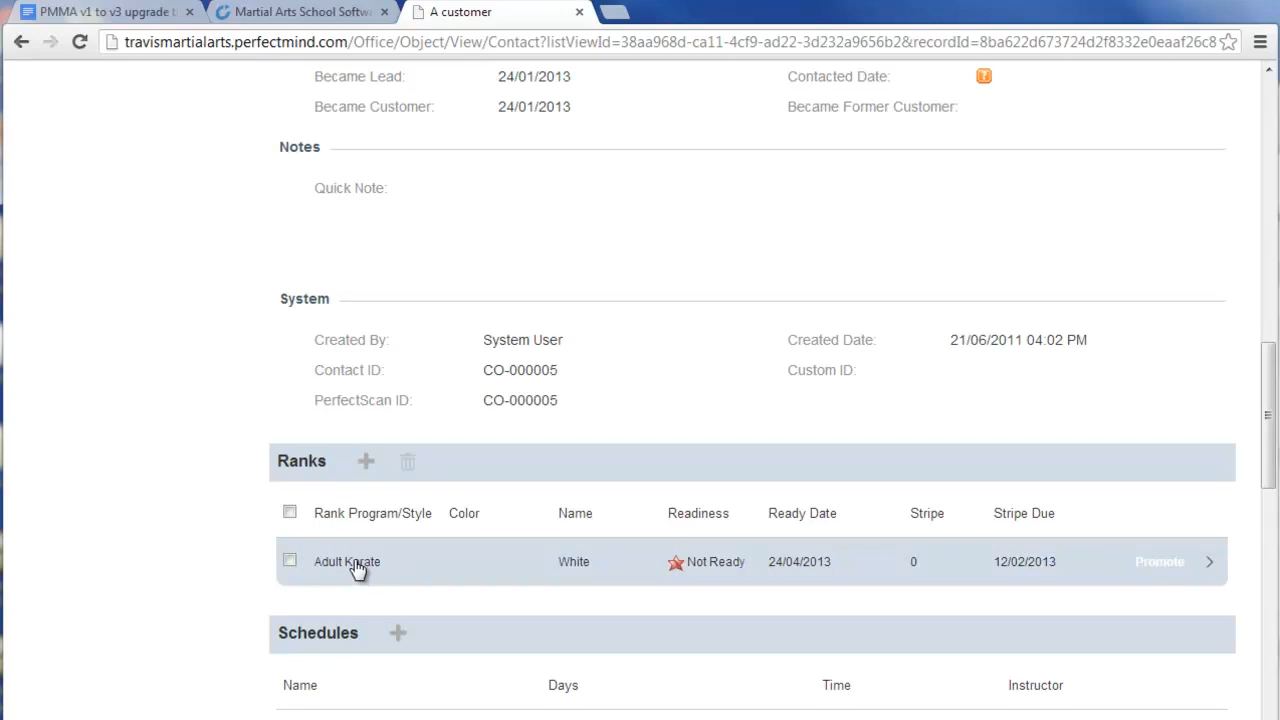 PMMA v1 to v3 upgrade t
Martial Arts School Softwa
A customer
travismartialarts.perfectmind.com/Office/Object/View/Contact?listViewId=38aa968d-ca11-4cf9-ad22-3d232a9656b2&recordId=8ba622d673724d2f8332e0eaaf26c8
Became Lead: 24/01/2013 Contacted Date:
Became Customer: 24/01/2013 Became Former Customer:
Notes
Quick Note:
System
Created By: System User Created Date: 21/06/2011 04:02 PM
Contact ID: CO-000005 Custom ID:
PerfectScan ID: CO-000005
Ranks
Rank Program/Style Color Name Readiness Ready Date Stripe Stripe Due
Adult Karate White Not Ready 24/04/2013 0 12/02/2013 Promote
Schedules
Name Days Time Instructor